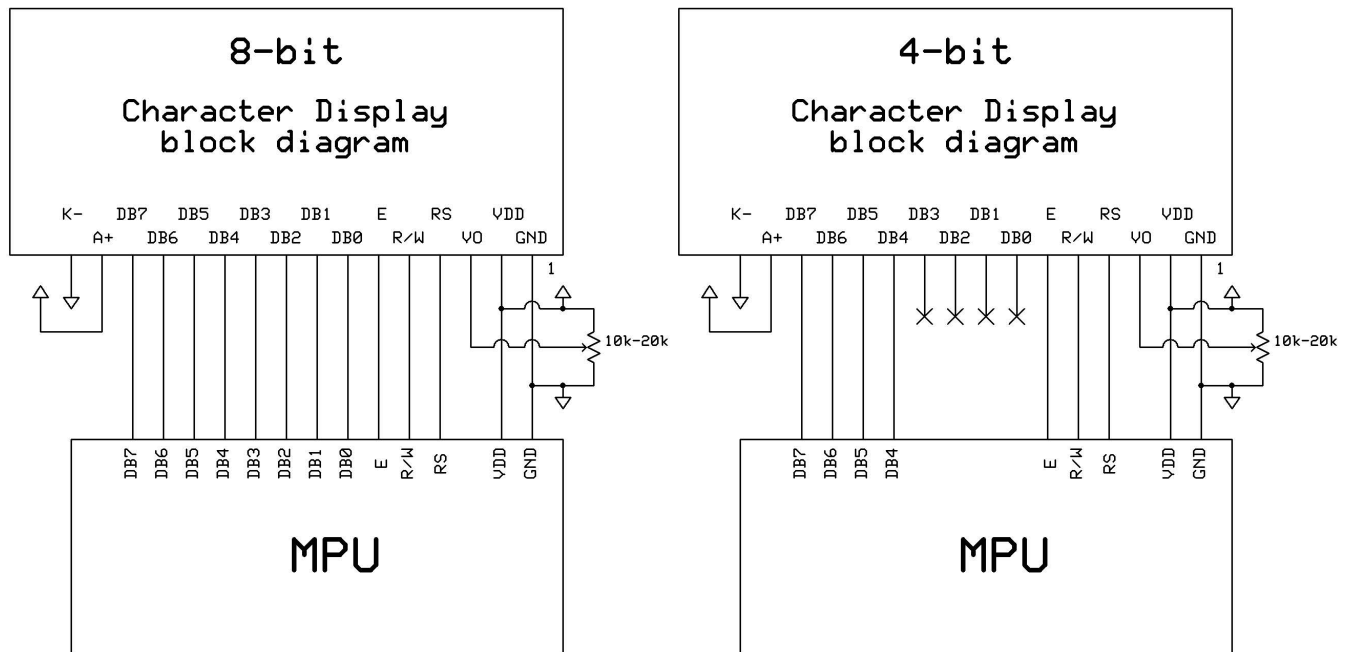 8-bit
Character Display
block diagram
K- DB7 DB5 DB3 DB1 E RS VDD
A+ DB6 DB4 DB2 DB0 R/W VO GND
1
10k-20k
DB7 DB6 DB5 DB4 DB3 DB2 DB1 DB0 E R/W RS VDD GND
MPU
4-bit
Character Display
block diagram
K- DB7 DB5 DB3 DB1 E RS VDD
A+ DB6 DB4 DB2 DB0 R/W VO GND
1
10k-20k
DB7 DB6 DB5 DB4 E R/W RS VDD GND
MPU